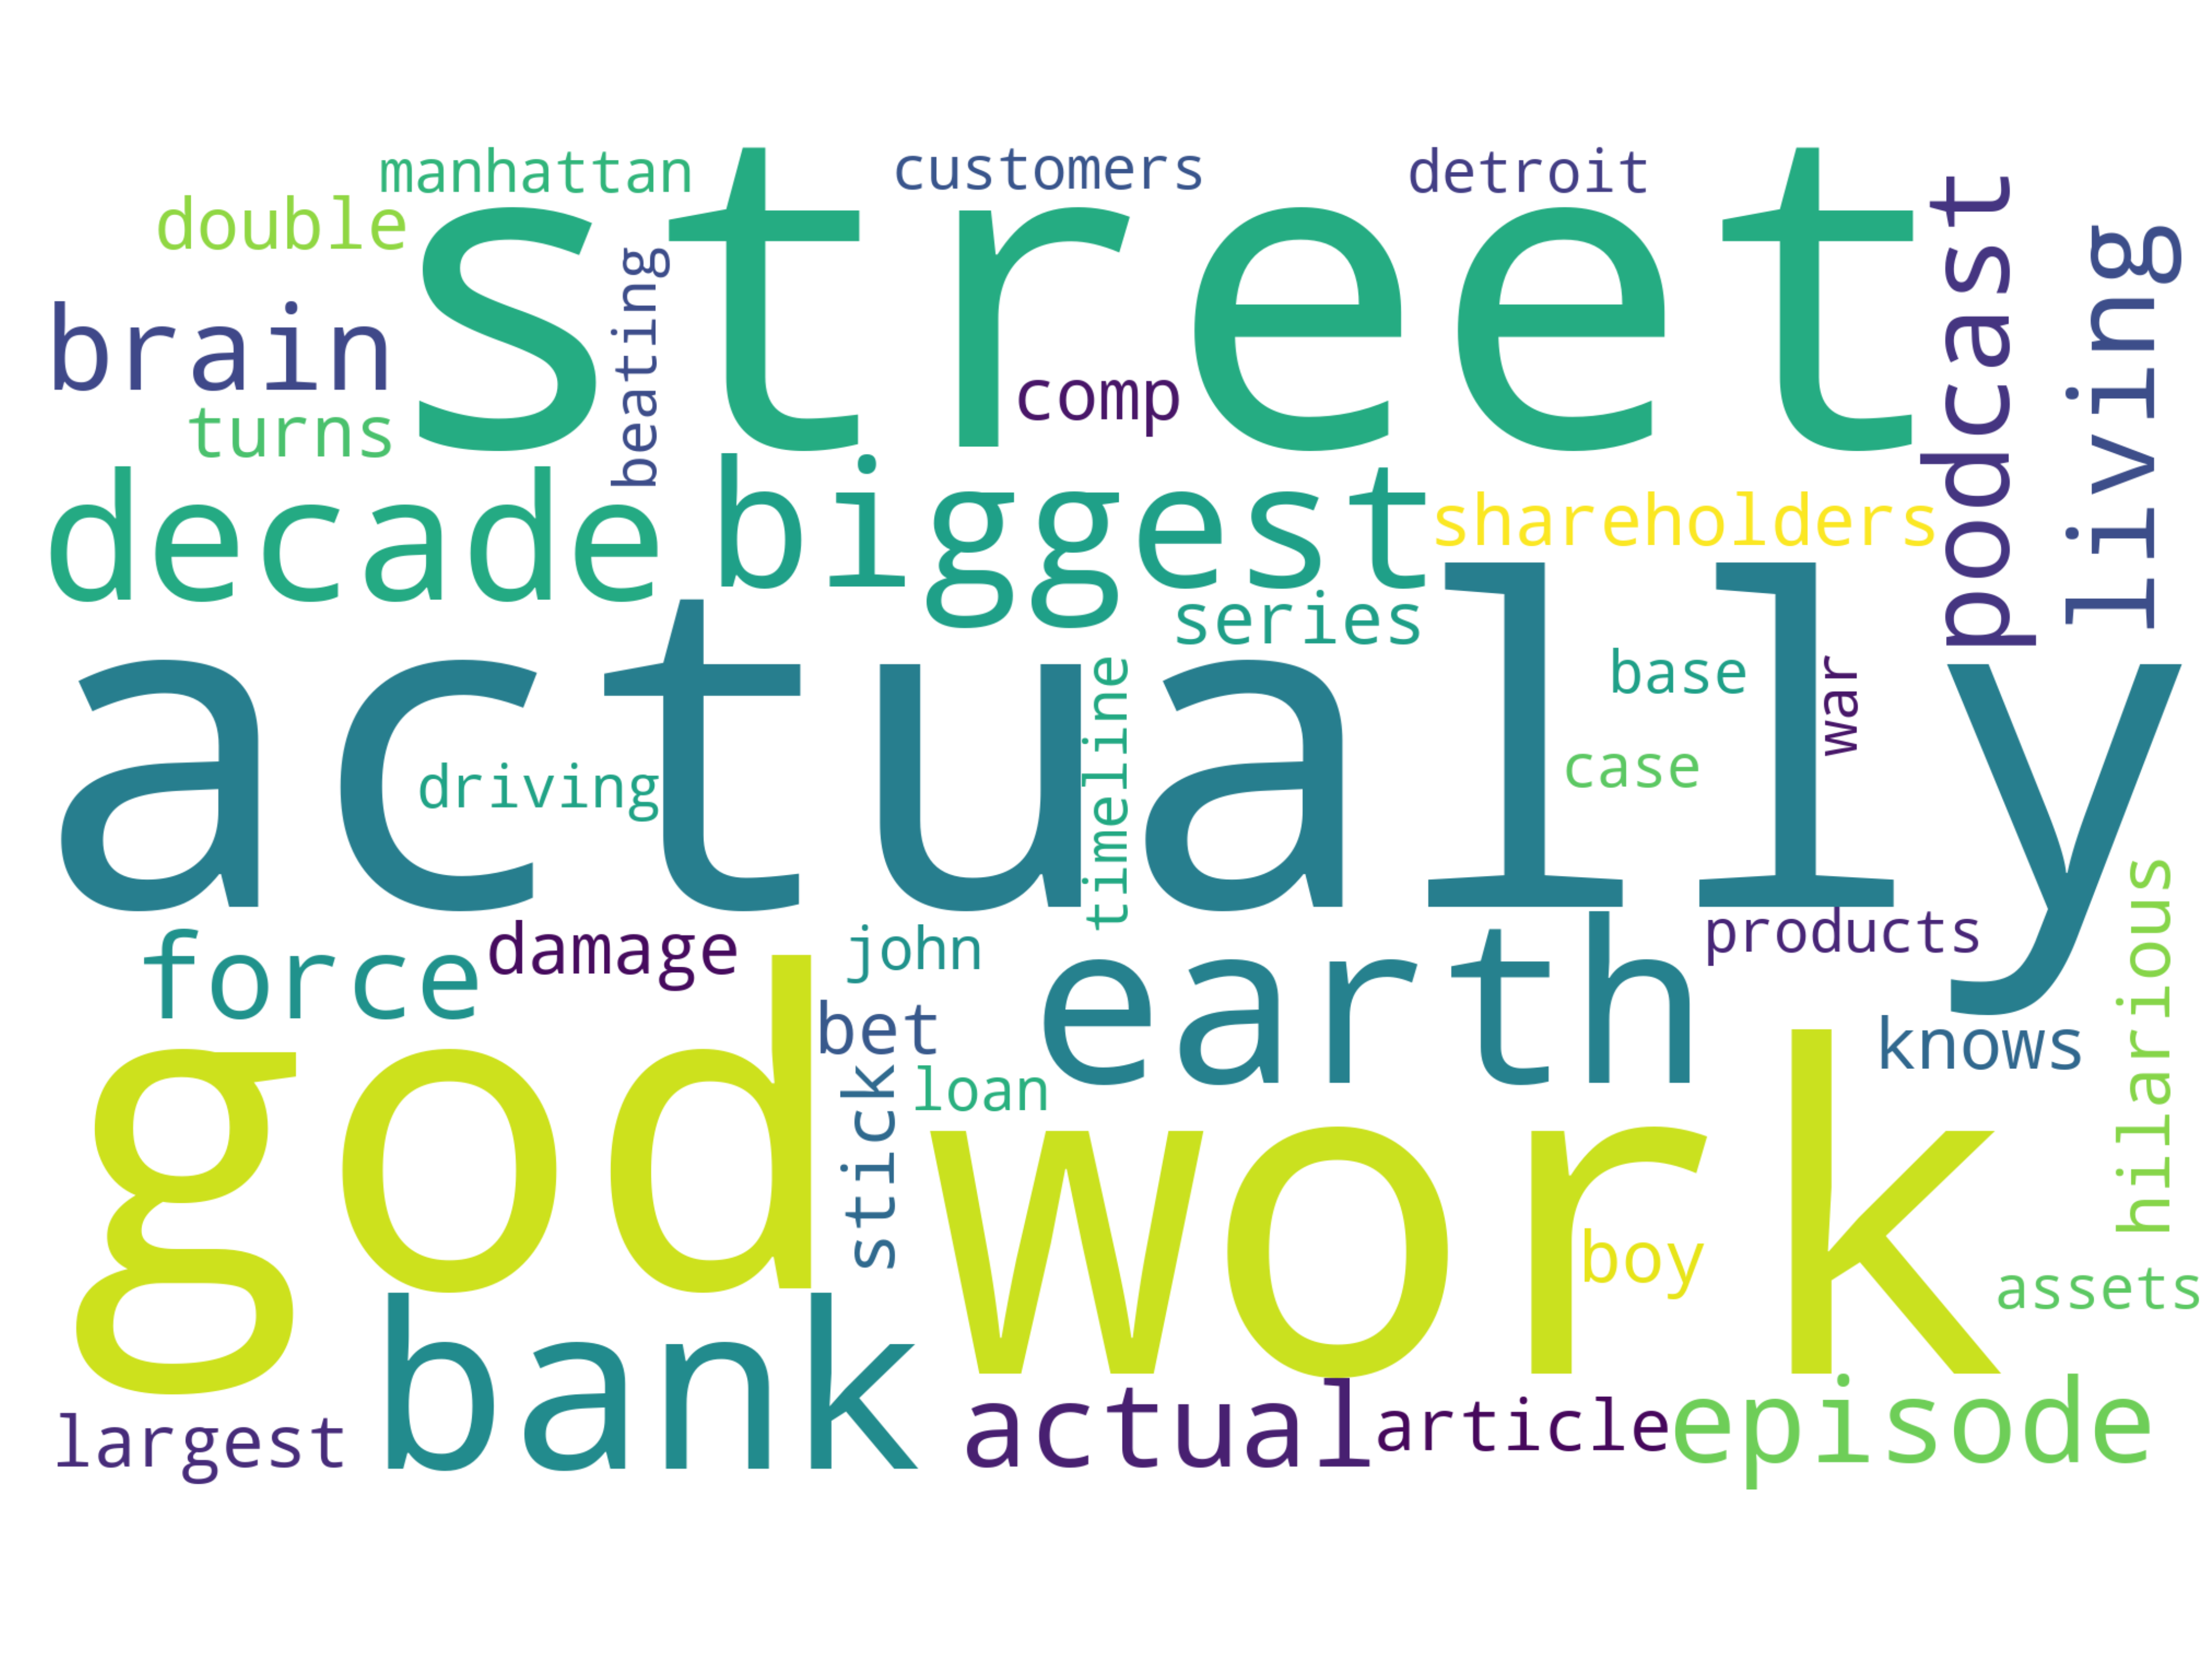 manhattan
customers
detroit
double
street
podcast
living
beating
brain
comp
turns
decade
biggest
shareholders
series
actually
timeline
base
war
driving
case
force
damage
john
earth
products
hilarious
god
bet
knows
stick
loan
work
boy
assets
bank
largest
actual
article
episode